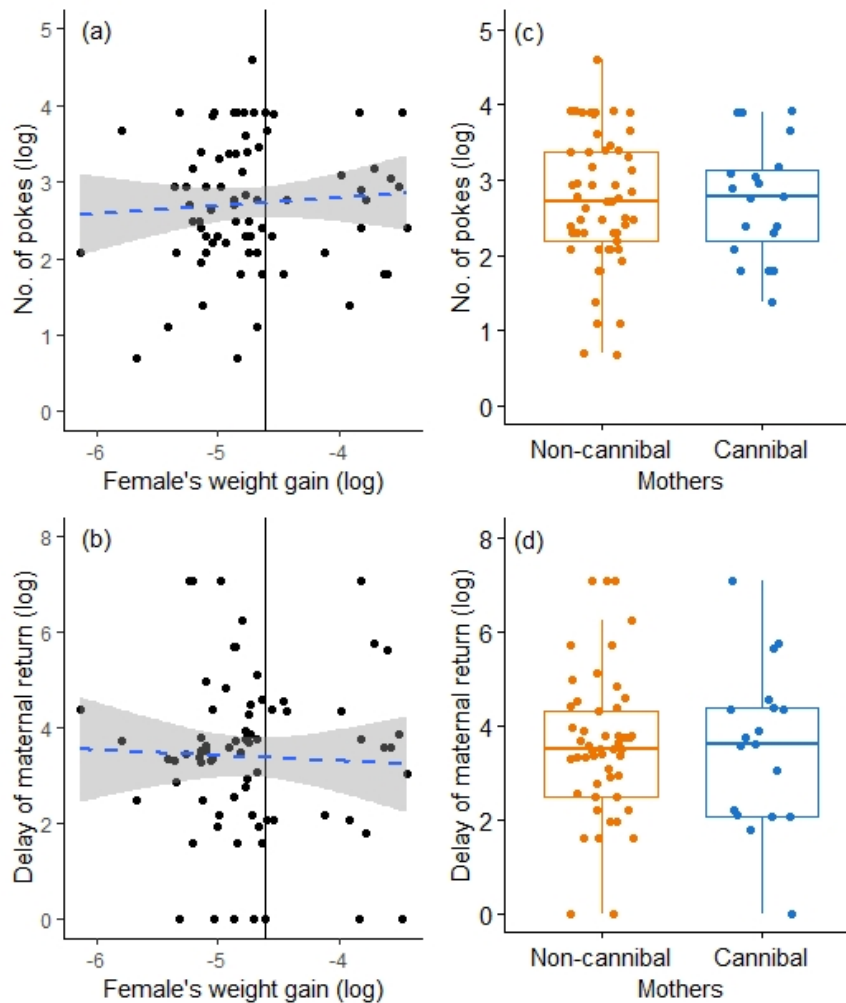 (a)
No. of pokes (log)
5
4
3
2
1
0
-6 -5 -4
Female's weight gain (log)
(c)
No. of pokes (log)
5
4
3
2
1
0
Non-cannibal Cannibal
Mothers
(b)
Delay of maternal return (log)
8
6
4
2
0
-6 -5 -4
Female's weight gain (log)
(d)
Delay of maternal return (log)
8
6
4
2
0
Non-cannibal Cannibal
Mothers